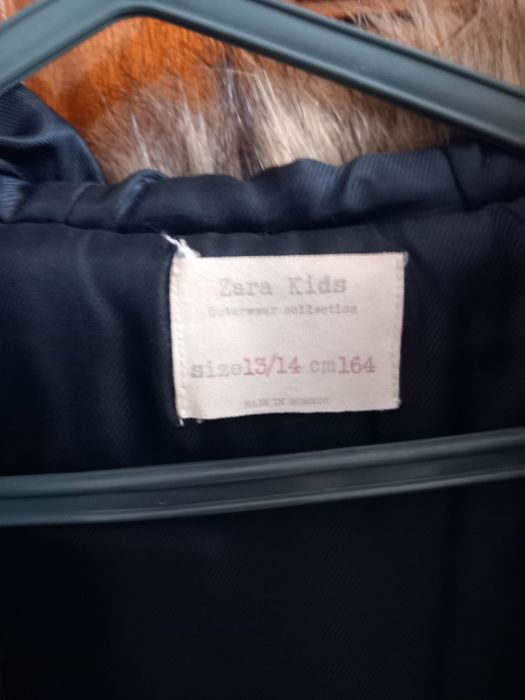 Zara Kids
Outerwear collection
size13/14 cm164
MADE IN MOROCCO